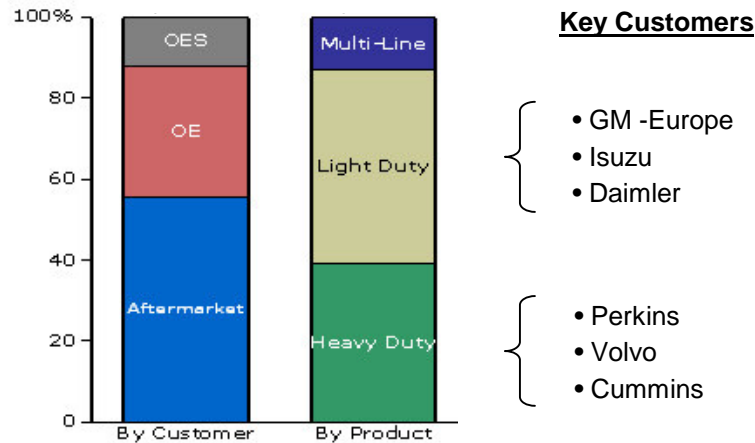 Key Customers
100%
80
60
40
20
0
OES
OE
Aftermarket
By Customer
Multi-Line
Light Duty
Heavy Duty
By Product
• GM -Europe
• Isuzu
• Daimler
• Perkins
• Volvo
• Cummins